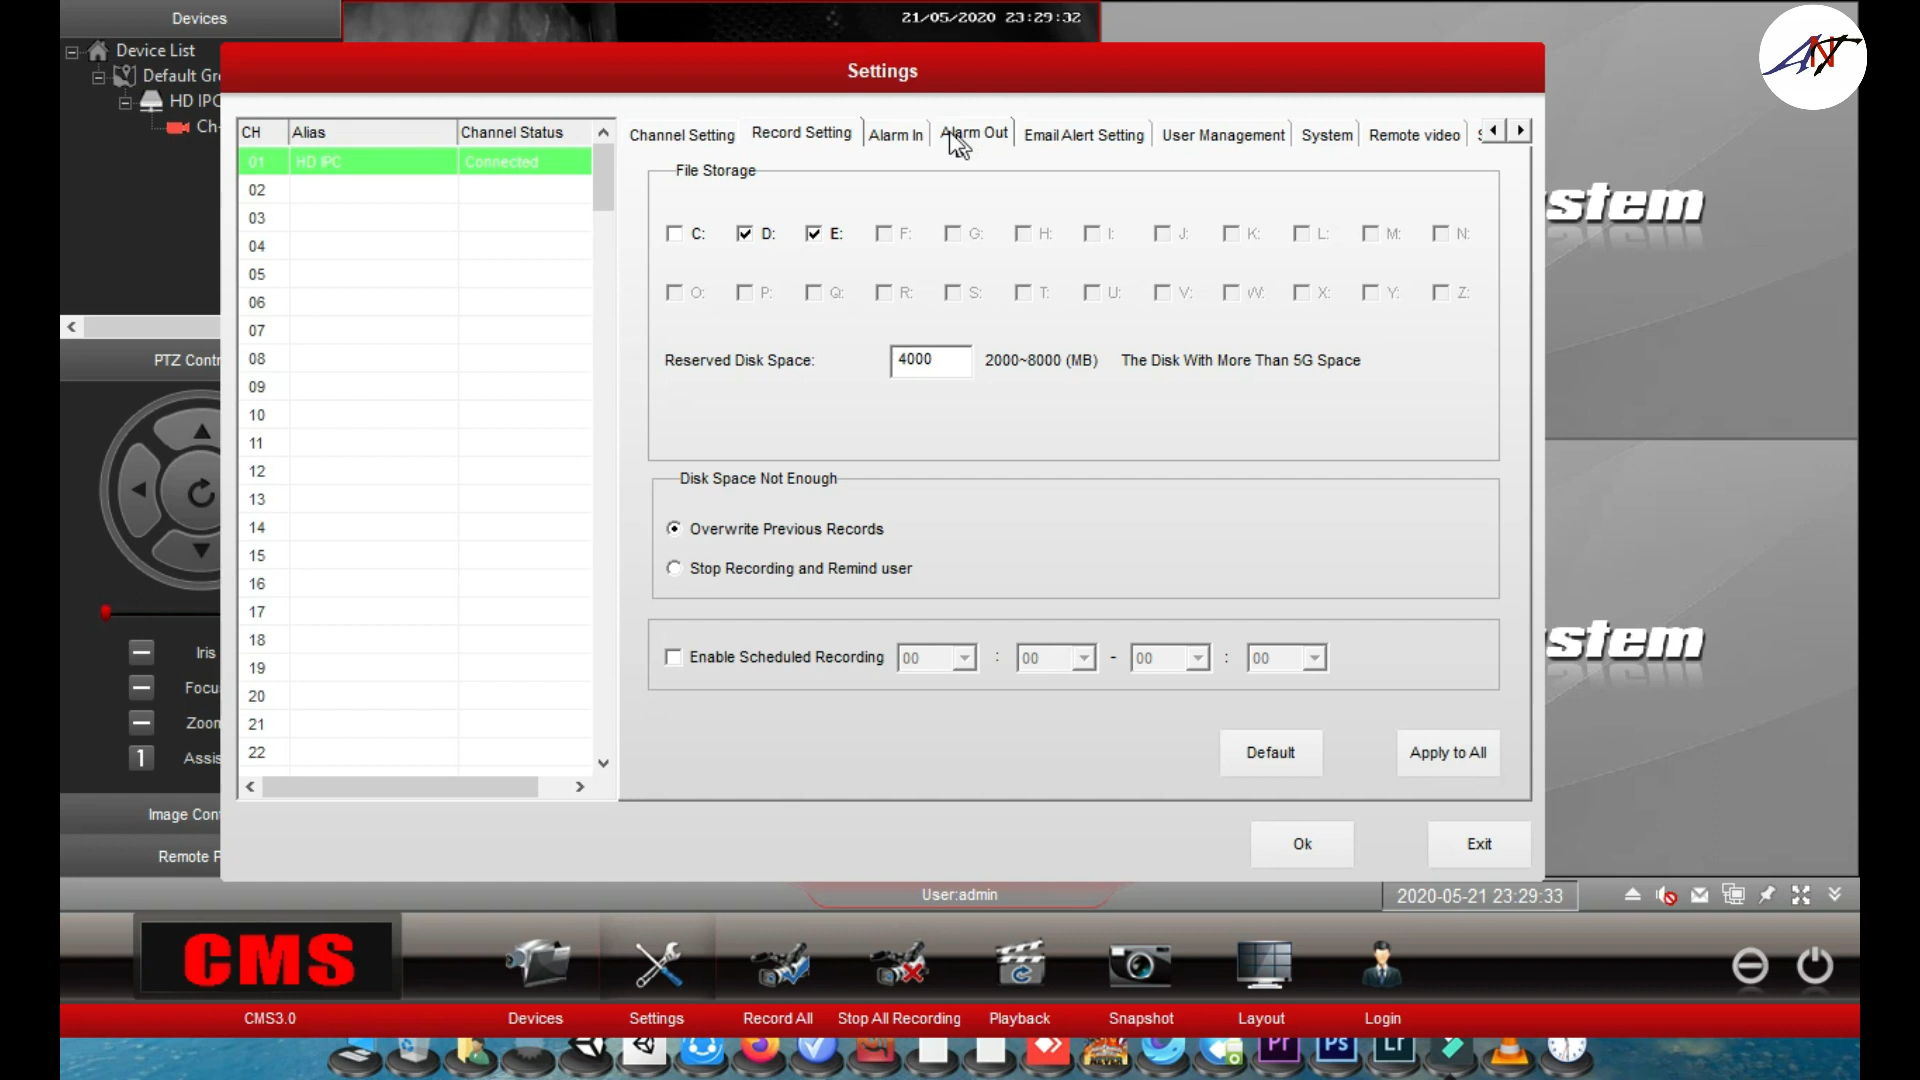 Devices
21/05/2020 23:29:32
ANT
Device List
Default Gr
HD IPC
Ch-
Settings
CH Alias Channel Status
01 HD IPC Connected
02
03
04
05
06
07
08
09
10
11
12
13
14
15
16
17
18
19
20
21
22
Channel Setting Record Setting Alarm In Alarm Out Email Alert Setting User Management System Remote video
File Storage
C: D: E: F: G: H: I: J: K: L: M: N:
O: P: Q: R: S: T: U: V: W: X: Y: Z:
Reserved Disk Space: 4000 2000~8000 (MB) The Disk With More Than 5G Space
Disk Space Not Enough
Overwrite Previous Records
Stop Recording and Remind user
Enable Scheduled Recording 00 : 00 - 00 : 00
Default Apply to All
Ok Exit
stem
stem
PTZ Contr
Iris
Focu
Zoon
1 Assis
Image Con
Remote P
User:admin
2020-05-21 23:29:33
CMS
CMS3.0 Devices Settings Record All Stop All Recording Playback Snapshot Layout Login
Pr Ps Lr